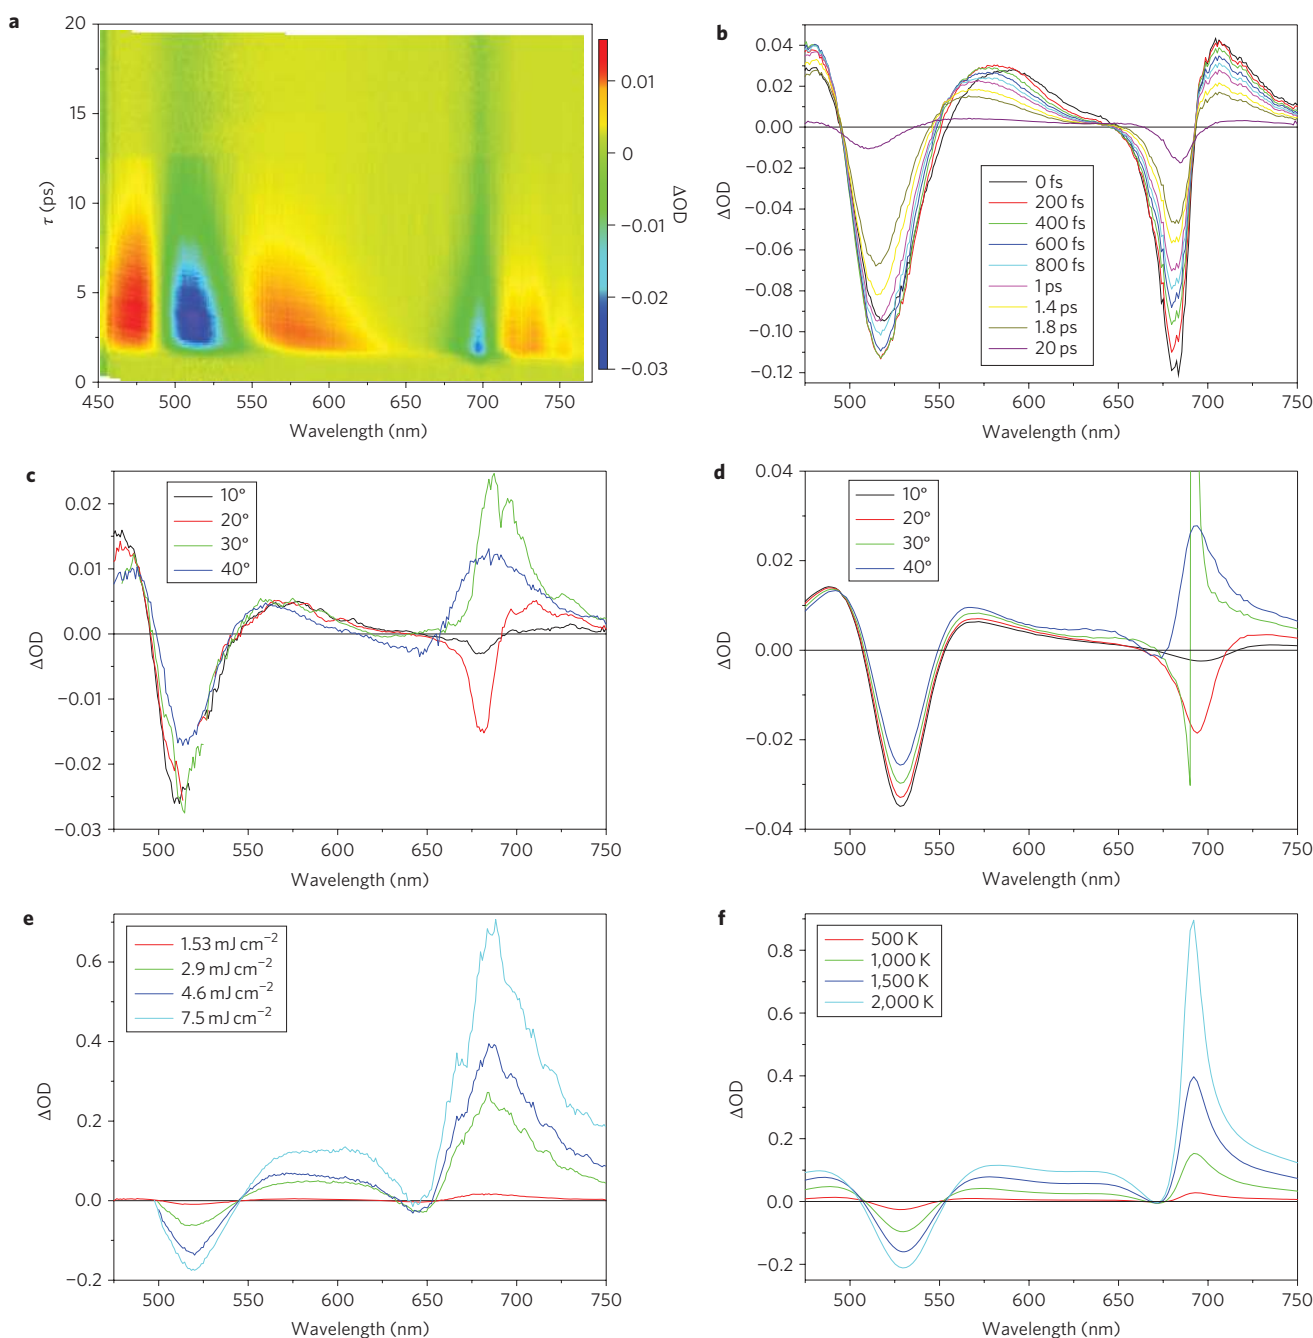 a
20
15
10
5
0
τ (ps)
450 500 550 600 650 700 750
Wavelength (nm)
0.01
0
−0.01
−0.02
−0.03
ΔOD
b
0.04
0.02
0.00
−0.02
−0.04
−0.06
−0.08
−0.10
−0.12
ΔOD
0 fs
200 fs
400 fs
600 fs
800 fs
1 ps
1.4 ps
1.8 ps
20 ps
500 550 600 650 700 750
Wavelength (nm)
c
0.02
0.01
0.00
−0.01
−0.02
−0.03
ΔOD
10°
20°
30°
40°
500 550 600 650 700 750
Wavelength (nm)
d
0.04
0.02
0.00
−0.02
−0.04
ΔOD
10°
20°
30°
40°
500 550 600 650 700 750
Wavelength (nm)
e
0.6
0.4
0.2
0.0
−0.2
ΔOD
1.53 mJ cm⁻²
2.9 mJ cm⁻²
4.6 mJ cm⁻²
7.5 mJ cm⁻²
500 550 600 650 700 750
Wavelength (nm)
f
0.8
0.6
0.4
0.2
0.0
−0.2
ΔOD
500 K
1,000 K
1,500 K
2,000 K
500 550 600 650 700 750
Wavelength (nm)